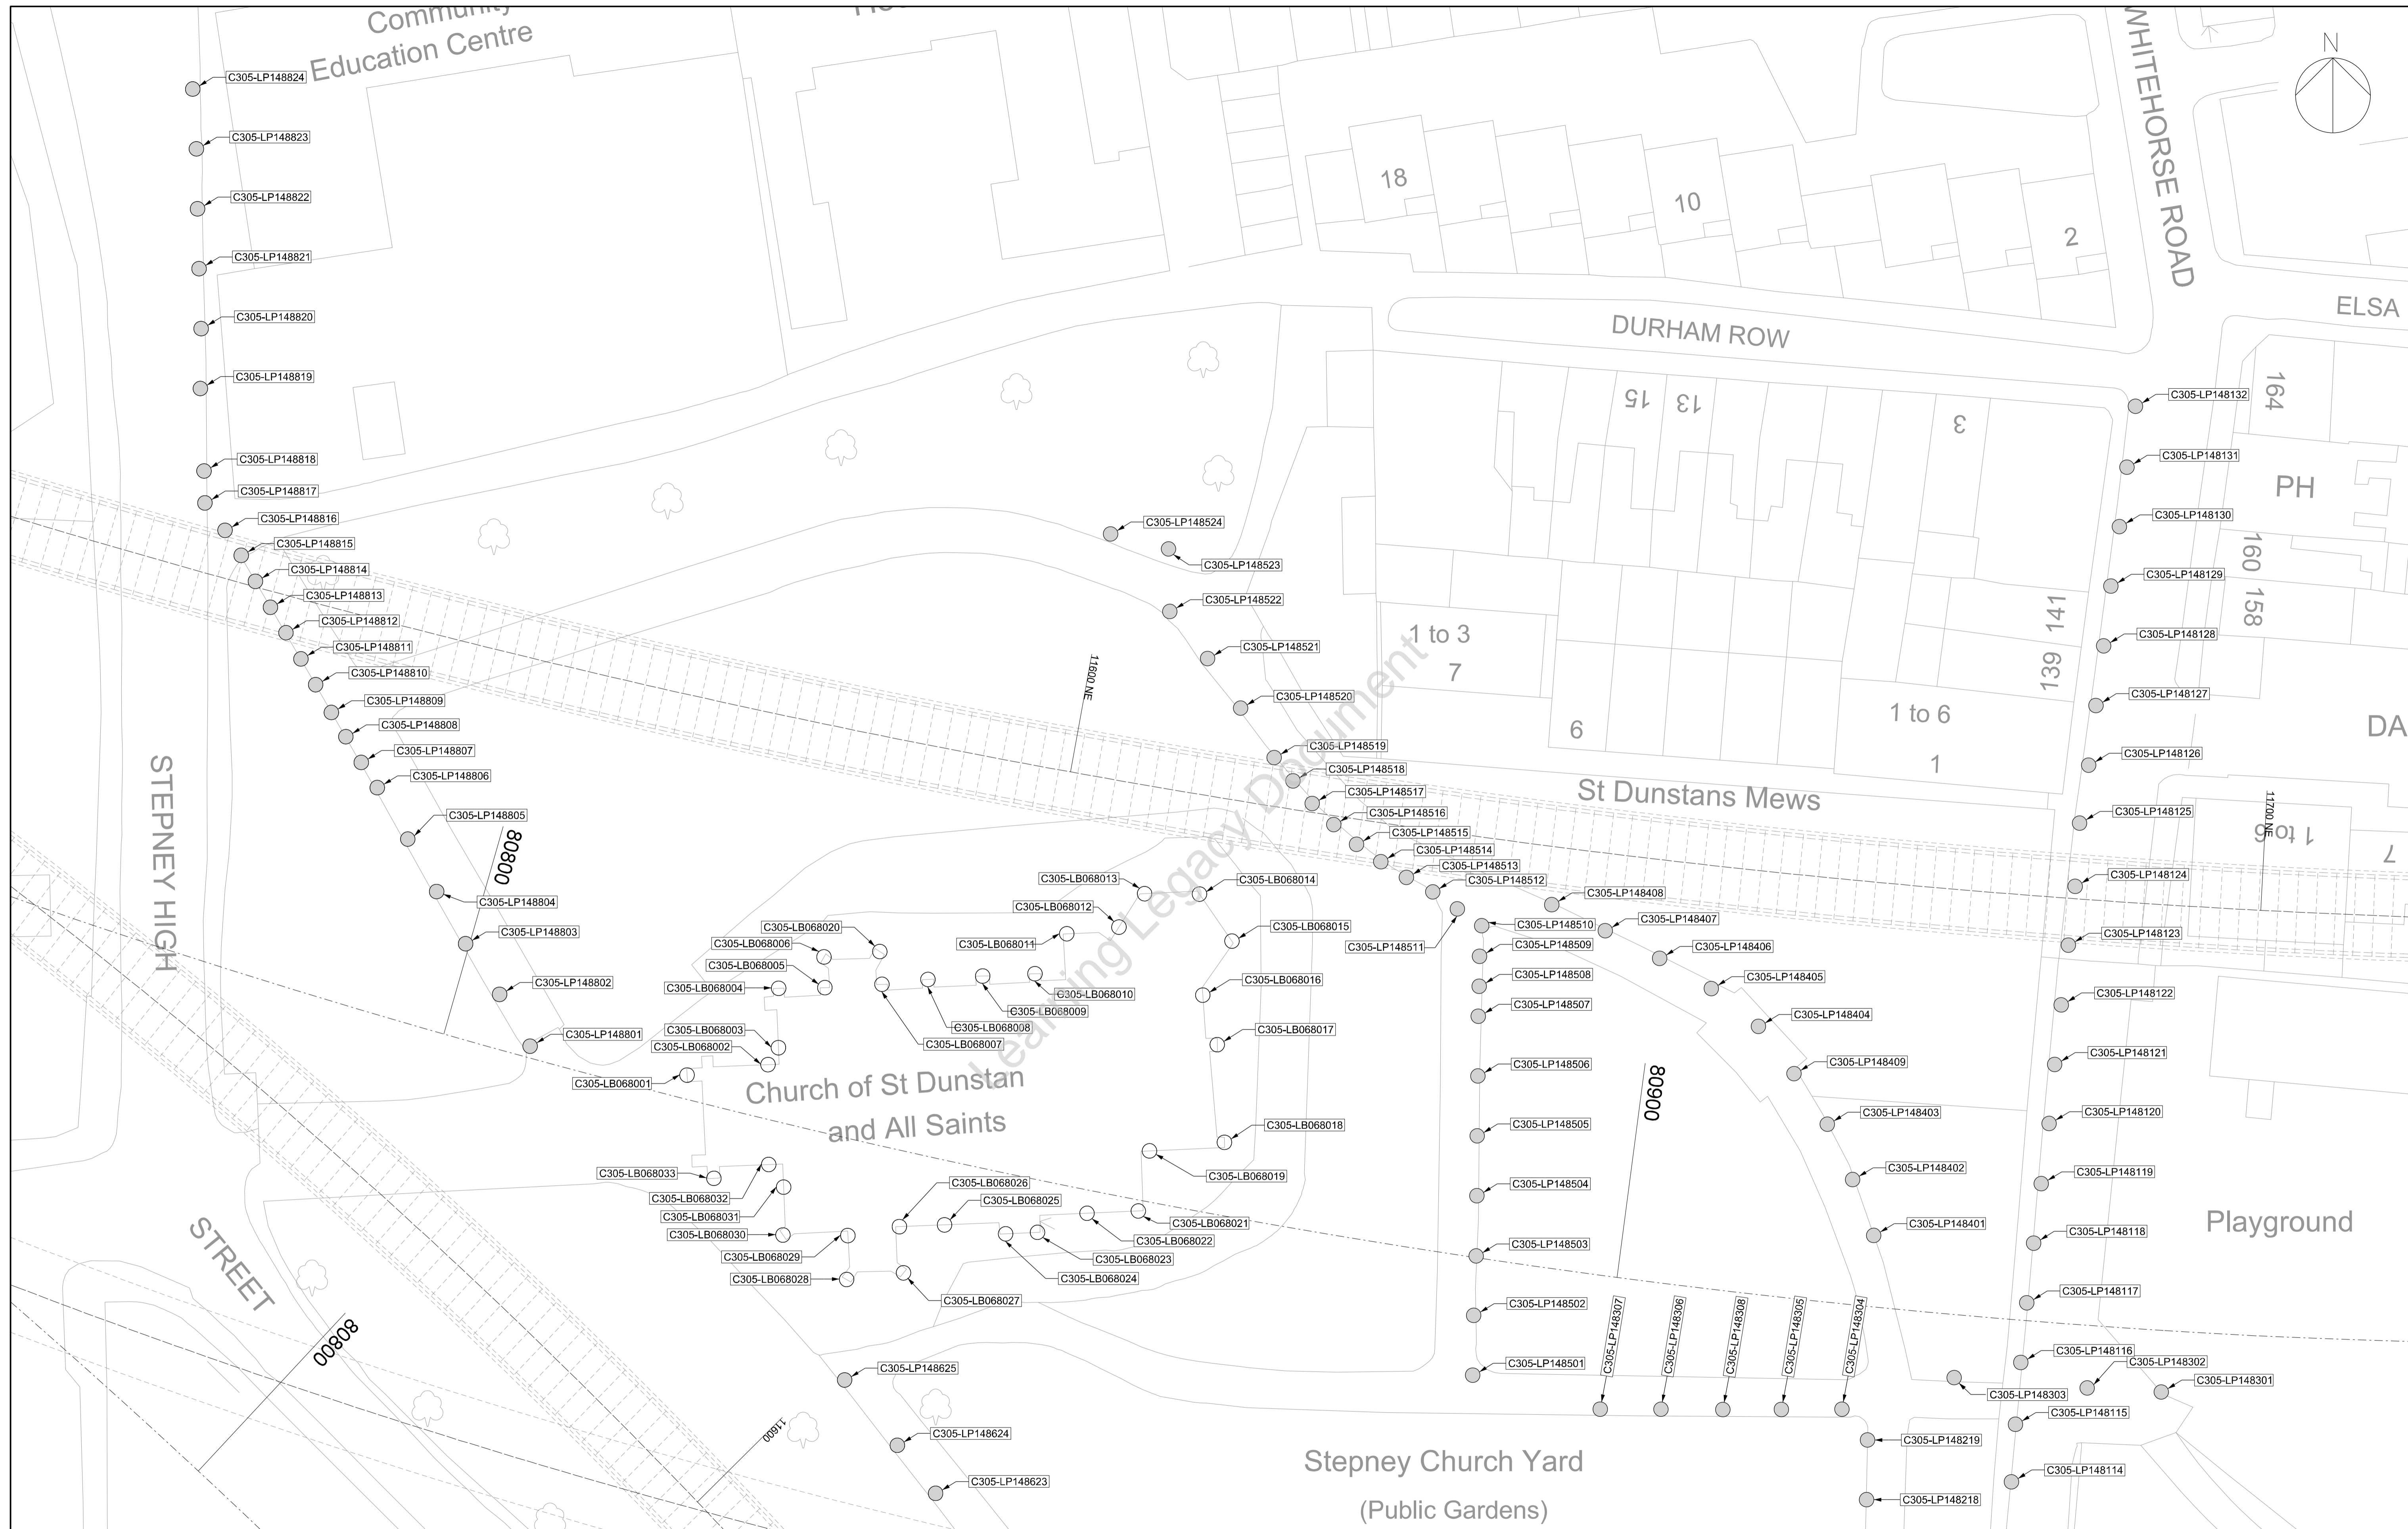 Community
Education Centre
WHITEHORSE ROAD
N
18
10
2
ELSA
DURHAM ROW
15
13
3
164
PH
160
158
141
139
1 to 3
7
6
1 to 6
1
DA
St Dunstans Mews
1 to 6
7
STEPNEY HIGH
STREET
Church of St Dunstan
and All Saints
Playground
Stepney Church Yard
(Public Gardens)
Learning Legacy Document
11600 NE
11700 NE
80800
80900
80800
11600
C305-LP148824
C305-LP148823
C305-LP148822
C305-LP148821
C305-LP148820
C305-LP148819
C305-LP148818
C305-LP148817
C305-LP148816
C305-LP148815
C305-LP148814
C305-LP148813
C305-LP148812
C305-LP148811
C305-LP148810
C305-LP148809
C305-LP148808
C305-LP148807
C305-LP148806
C305-LP148805
C305-LP148804
C305-LP148803
C305-LP148802
C305-LP148801
C305-LP148524
C305-LP148523
C305-LP148522
C305-LP148521
C305-LP148520
C305-LP148519
C305-LP148518
C305-LP148517
C305-LP148516
C305-LP148515
C305-LP148514
C305-LP148513
C305-LP148512
C305-LP148511
C305-LP148510
C305-LP148509
C305-LP148508
C305-LP148507
C305-LP148506
C305-LP148505
C305-LP148504
C305-LP148503
C305-LP148502
C305-LP148501
C305-LP148408
C305-LP148407
C305-LP148406
C305-LP148405
C305-LP148404
C305-LP148409
C305-LP148403
C305-LP148402
C305-LP148401
C305-LP148132
C305-LP148131
C305-LP148130
C305-LP148129
C305-LP148128
C305-LP148127
C305-LP148126
C305-LP148125
C305-LP148124
C305-LP148123
C305-LP148122
C305-LP148121
C305-LP148120
C305-LP148119
C305-LP148118
C305-LP148117
C305-LP148116
C305-LP148302
C305-LP148301
C305-LP148303
C305-LP148115
C305-LP148114
C305-LP148307
C305-LP148306
C305-LP148308
C305-LP148305
C305-LP148304
C305-LP148219
C305-LP148218
C305-LB068013
C305-LB068014
C305-LB068012
C305-LB068020
C305-LB068006
C305-LB068011
C305-LB068015
C305-LB068005
C305-LB068004
C305-LB068010
C305-LB068016
C305-LB068009
C305-LB068008
C305-LB068003
C305-LB068007
C305-LB068017
C305-LB068002
C305-LB068001
C305-LB068018
C305-LB068033
C305-LB068019
C305-LB068026
C305-LB068032
C305-LB068025
C305-LB068031
C305-LB068021
C305-LB068030
C305-LB068022
C305-LB068029
C305-LB068023
C305-LB068028
C305-LB068024
C305-LB068027
C305-LP148625
C305-LP148624
C305-LP148623